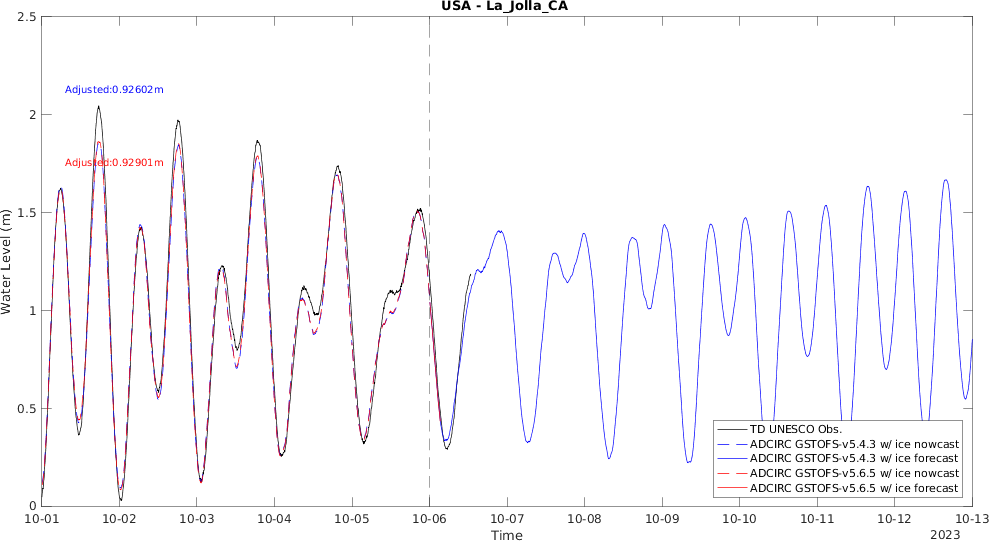 USA - La_Jolla_CA
2.5
2
1.5
1
0.5
0
Water Level (m)
Adjusted:0.92602m
Adjusted:0.92901m
TD UNESCO Obs.
ADCIRC GSTOFS-v5.4.3 w/ ice nowcast
ADCIRC GSTOFS-v5.4.3 w/ ice forecast
ADCIRC GSTOFS-v5.6.5 w/ ice nowcast
ADCIRC GSTOFS-v5.6.5 w/ ice forecast
10-01 10-02 10-03 10-04 10-05 10-06 10-07 10-08 10-09 10-10 10-11 10-12 10-13
Time
2023